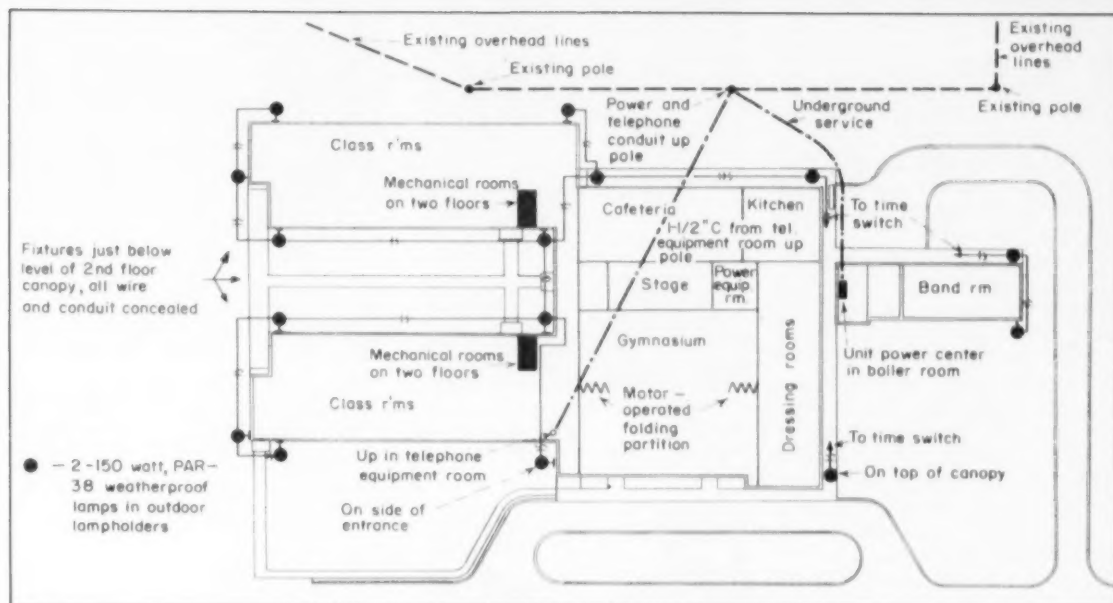 Existing overhead lines
Existing pole
Existing
overhead
lines
Existing pole
Power and
telephone
conduit up
pole
Underground
service
Class r'ms
Mechanical rooms
on two floors
Cafeteria
Kitchen
1-1/2"C from tel.
equipment room up
pole
To time
switch
Fixtures just below
level of 2nd floor
canopy, all wire
and conduit concealed
Stage
Power
equip.
rm.
Band rm
Gymnasium
Dressing rooms
Unit power center
in boiler room
Mechanical rooms
on two floors
Class r'ms
Motor –
operated
folding
partition
To time switch
On top of canopy
Up in telephone
equipment room
On side of
entrance
– 2-150 watt, PAR-
38 weatherproof
lamps in outdoor
lampholders